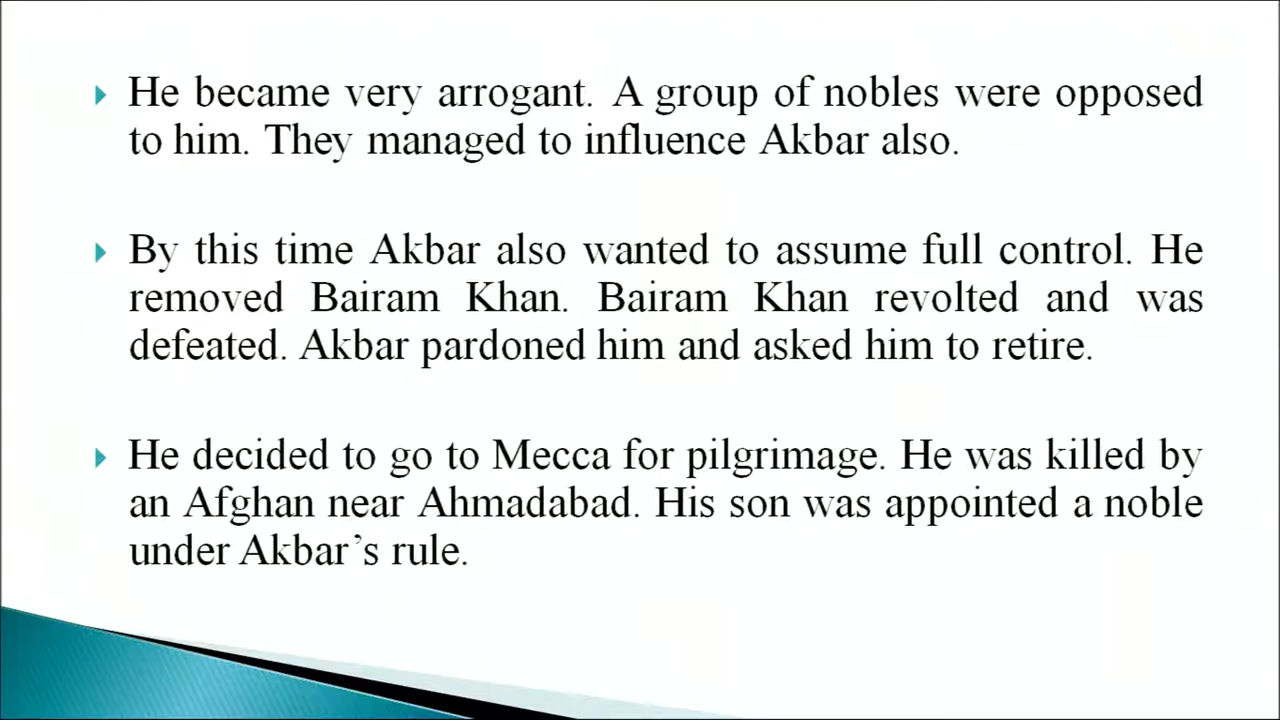 He became very arrogant. A group of nobles were opposed
to him. They managed to influence Akbar also.
By this time Akbar also wanted to assume full control. He
removed Bairam Khan. Bairam Khan revolted and was
defeated. Akbar pardoned him and asked him to retire.
He decided to go to Mecca for pilgrimage. He was killed by
an Afghan near Ahmadabad. His son was appointed a noble
under Akbar’s rule.